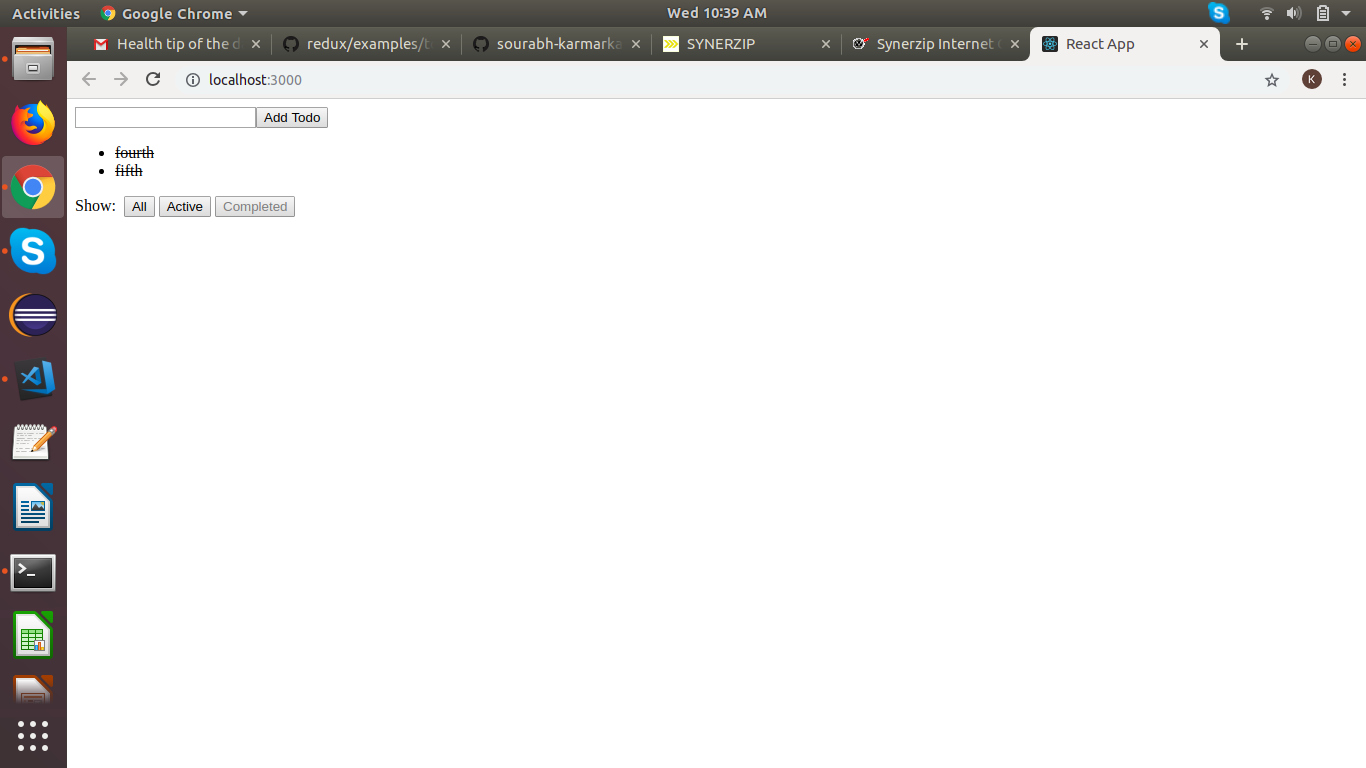 Activities Google Chrome Wed 10:39 AM
Health tip of the d redux/examples/t sourabh-karmarka SYNERZIP Synerzip Internet React App
localhost:3000 K
Add Todo
fourth
fifth
Show: All Active Completed